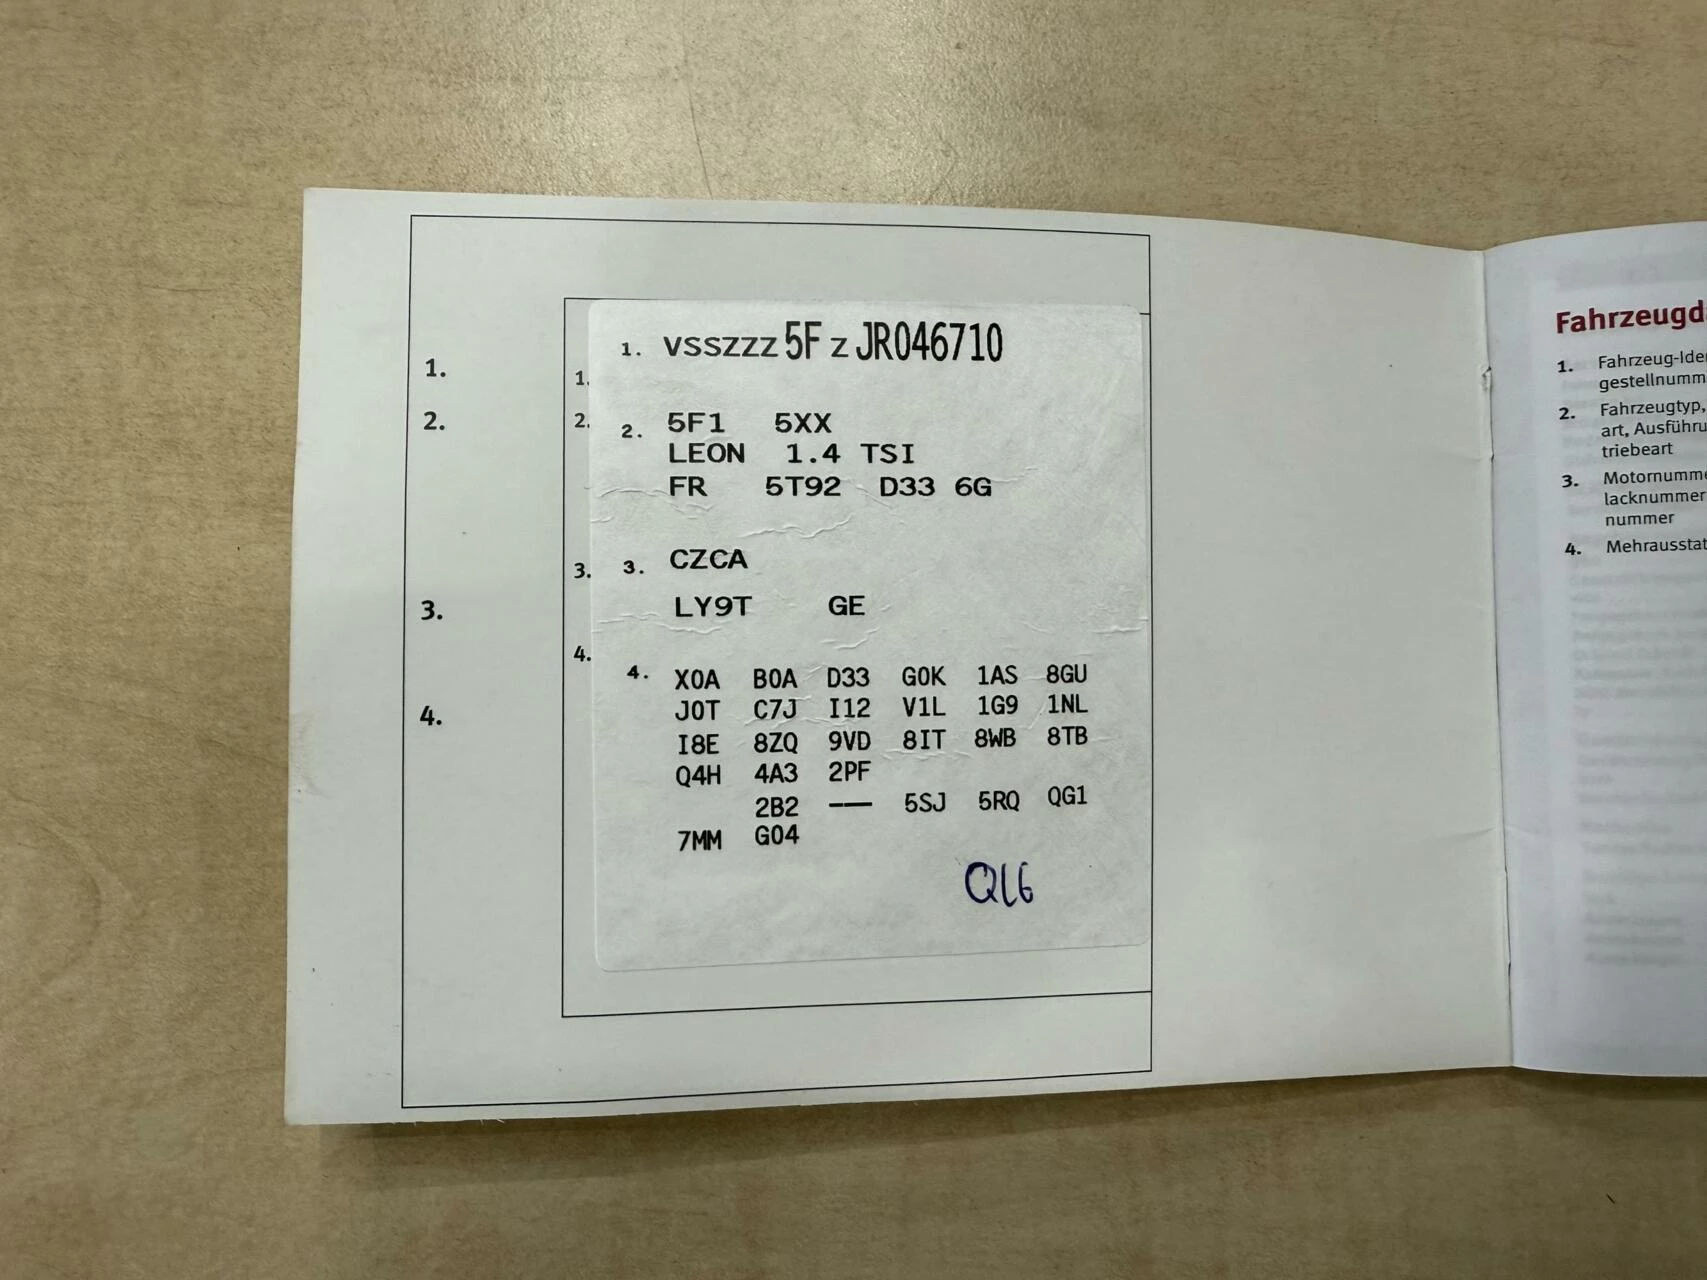 1.
2.
3.
4.
1.
2.
3.
4.
1. VSSZZZ 5F Z JR046710
2. 5F1 5XX
LEON 1.4 TSI
FR 5T92 D33 6G
3. CZCA
LY9T GE
4. X0A B0A D33 G0K 1AS 8GU
J0T C7J I12 V1L 1G9 1NL
I8E 8ZQ 9VD 8IT 8WB 8TB
Q4H 4A3 2PF
2B2 —— 5SJ 5RQ QG1
7MM G04
Fahrzeugd
1. Fahrzeug-Ide
gestellnumm
2. Fahrzeugtyp,
art, Ausführu
triebeart
3. Motornumme
lacknummer
nummer
4. Mehrausstat